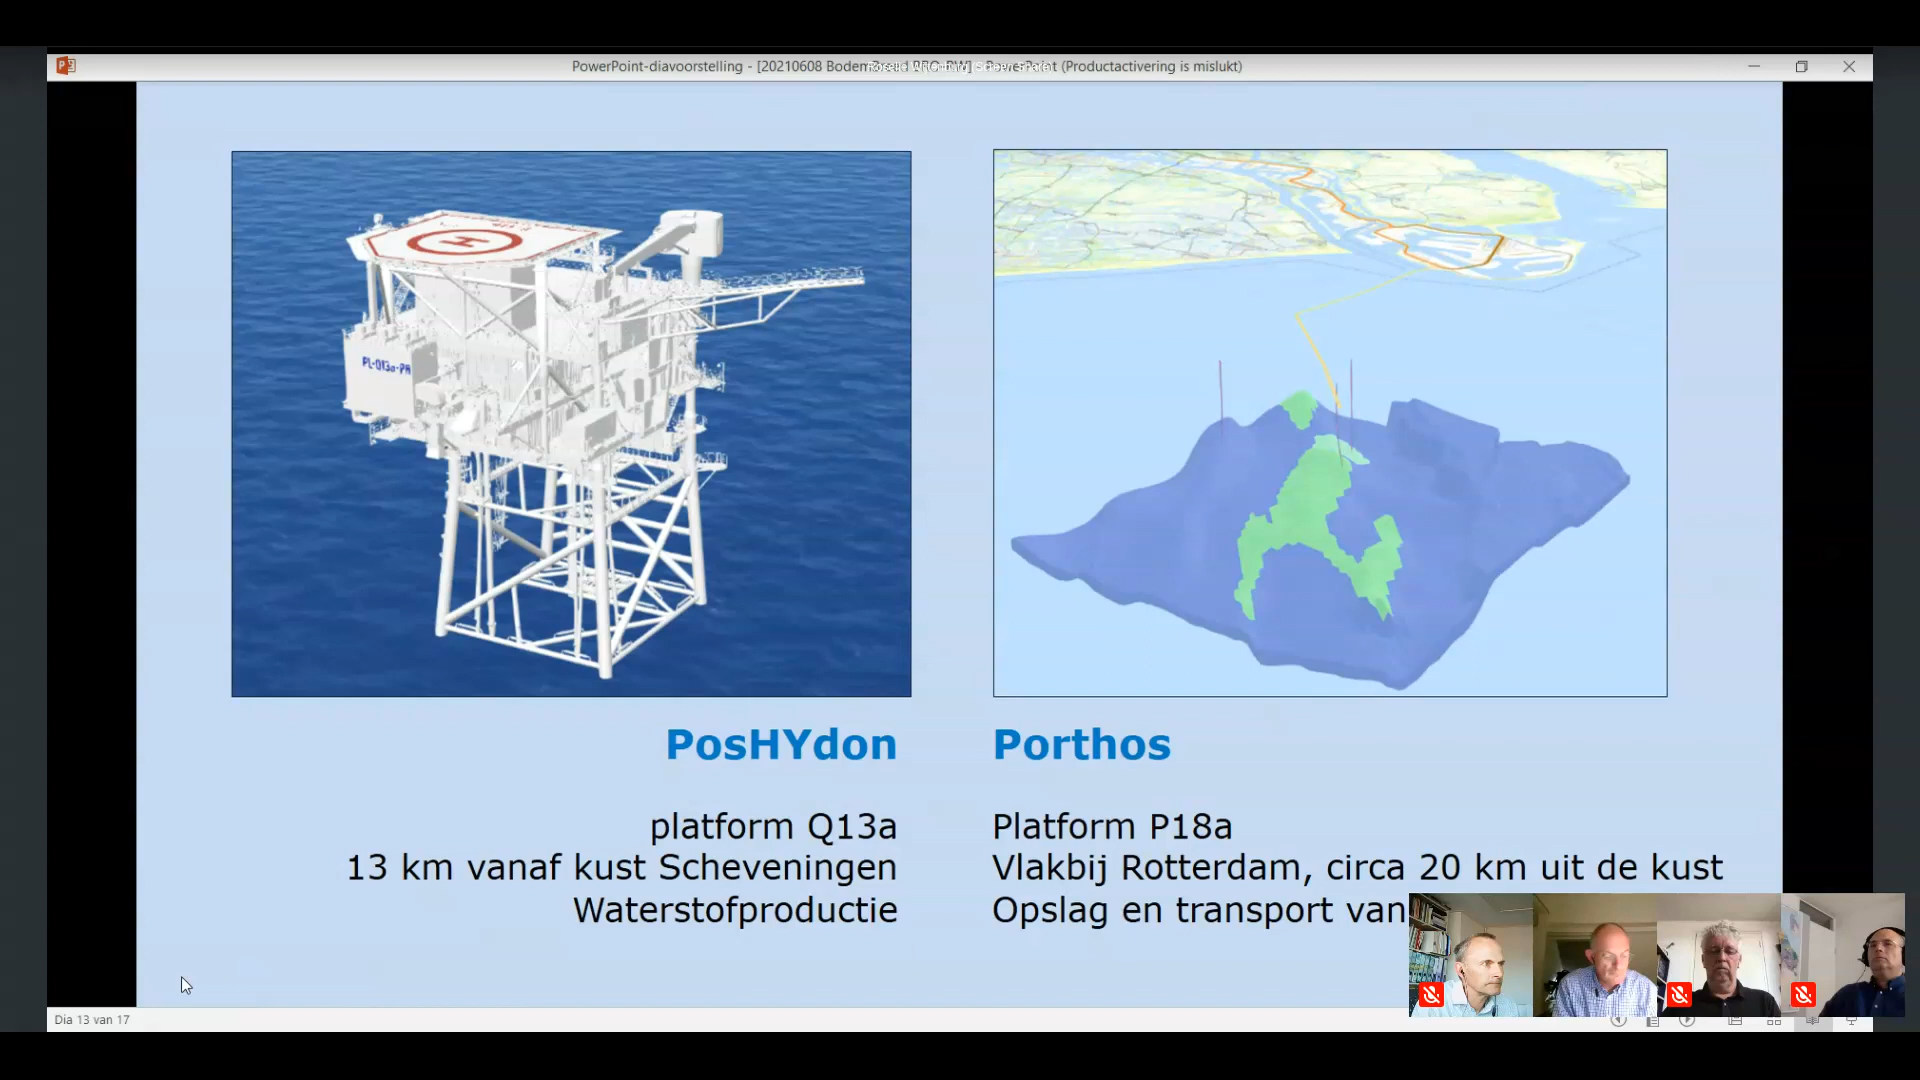 PowerPoint-diavoorstelling - [20210608 Bodem (Productactivering is mislukt)
H
PL-Q13a-PA
PosHYdon
platform Q13a
13 km vanaf kust Scheveningen
Waterstofproductie
Porthos
Platform P18a
Vlakbij Rotterdam, circa 20 km uit de kust
Opslag en transport van
Dia 13 van 17